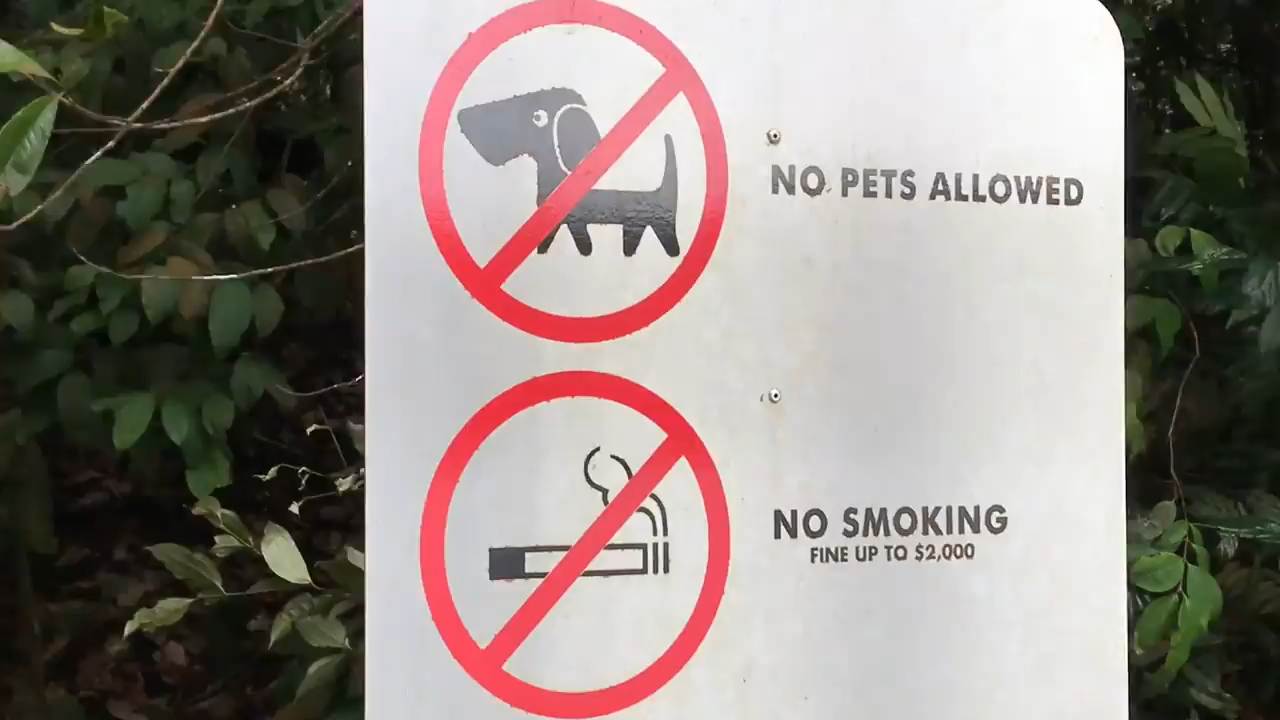 NO PETS ALLOWED
NO SMOKING
FINE UP TO $2,000